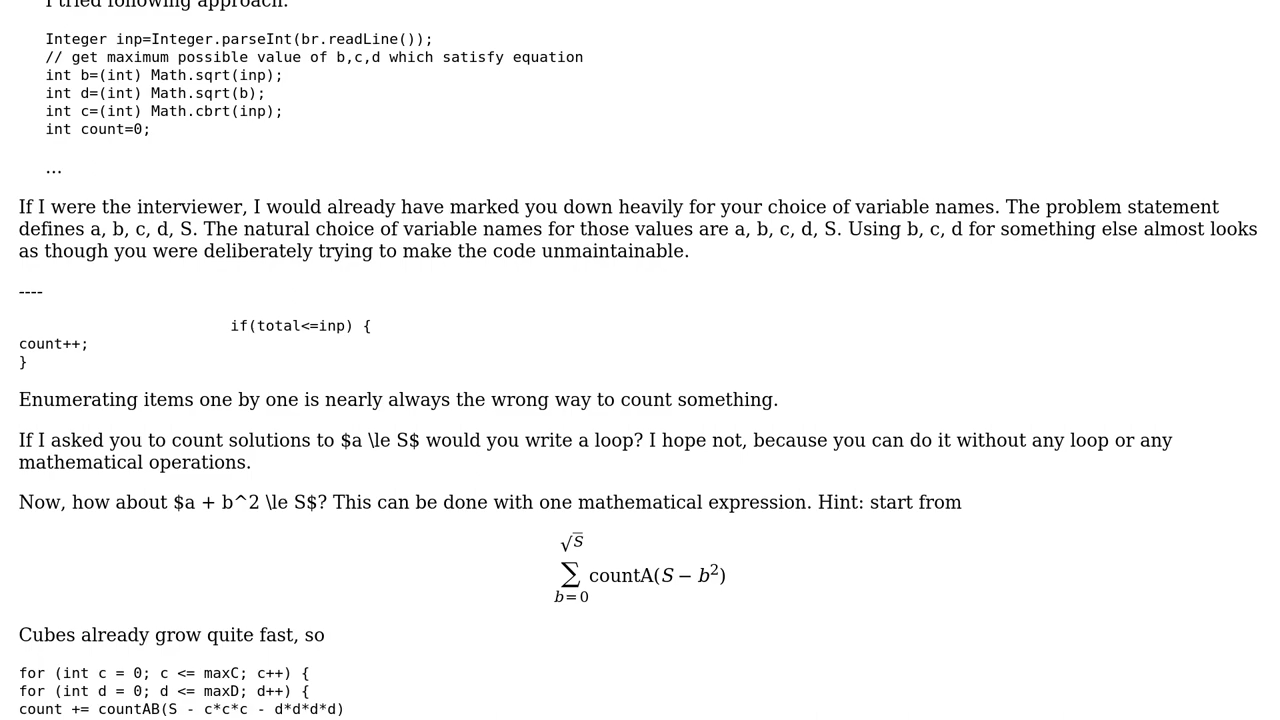 I tried following approach:
Integer inp=Integer.parseInt(br.readLine());
// get maximum possible value of b,c,d which satisfy equation
int b=(int) Math.sqrt(inp);
int d=(int) Math.sqrt(b);
int c=(int) Math.cbrt(inp);
int count=0;
...
If I were the interviewer, I would already have marked you down heavily for your choice of variable names. The problem statement
defines a, b, c, d, S. The natural choice of variable names for those values are a, b, c, d, S. Using b, c, d for something else almost looks
as though you were deliberately trying to make the code unmaintainable.
----
if(total<=inp) {
count++;
}
Enumerating items one by one is nearly always the wrong way to count something.
If I asked you to count solutions to $a \le S$ would you write a loop? I hope not, because you can do it without any loop or any
mathematical operations.
Now, how about $a + b^2 \le S$? This can be done with one mathematical expression. Hint: start from
√S
∑ countA(S − b²)
b=0
Cubes already grow quite fast, so
for (int c = 0; c <= maxC; c++) {
for (int d = 0; d <= maxD; d++) {
count += countAB(S - c*c*c - d*d*d*d)